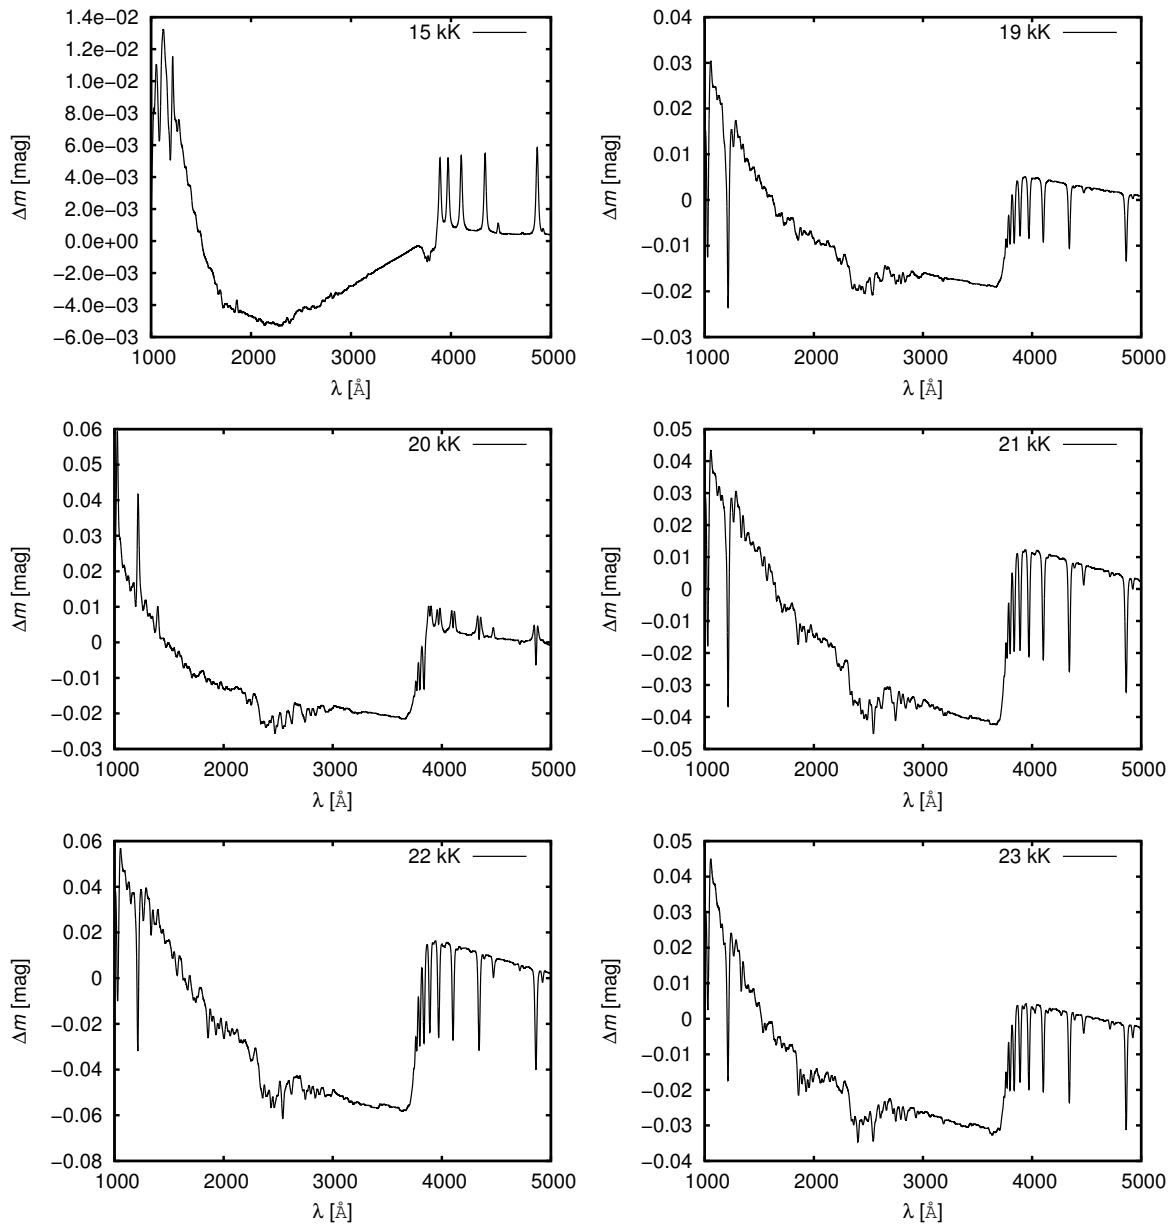 15 kK
1.4e−02
1.2e−02
1.0e−02
8.0e−03
6.0e−03
4.0e−03
2.0e−03
0.0e+00
−2.0e−03
−4.0e−03
−6.0e−03
Δm [mag]
1000 2000 3000 4000 5000
λ [Å]
19 kK
0.04
0.03
0.02
0.01
0
−0.01
−0.02
−0.03
Δm [mag]
1000 2000 3000 4000 5000
λ [Å]
20 kK
0.06
0.05
0.04
0.03
0.02
0.01
0
−0.01
−0.02
−0.03
Δm [mag]
1000 2000 3000 4000 5000
λ [Å]
21 kK
0.05
0.04
0.03
0.02
0.01
0
−0.01
−0.02
−0.03
−0.04
−0.05
Δm [mag]
1000 2000 3000 4000 5000
λ [Å]
22 kK
0.06
0.04
0.02
0
−0.02
−0.04
−0.06
−0.08
Δm [mag]
1000 2000 3000 4000 5000
λ [Å]
23 kK
0.05
0.04
0.03
0.02
0.01
0
−0.01
−0.02
−0.03
−0.04
Δm [mag]
1000 2000 3000 4000 5000
λ [Å]